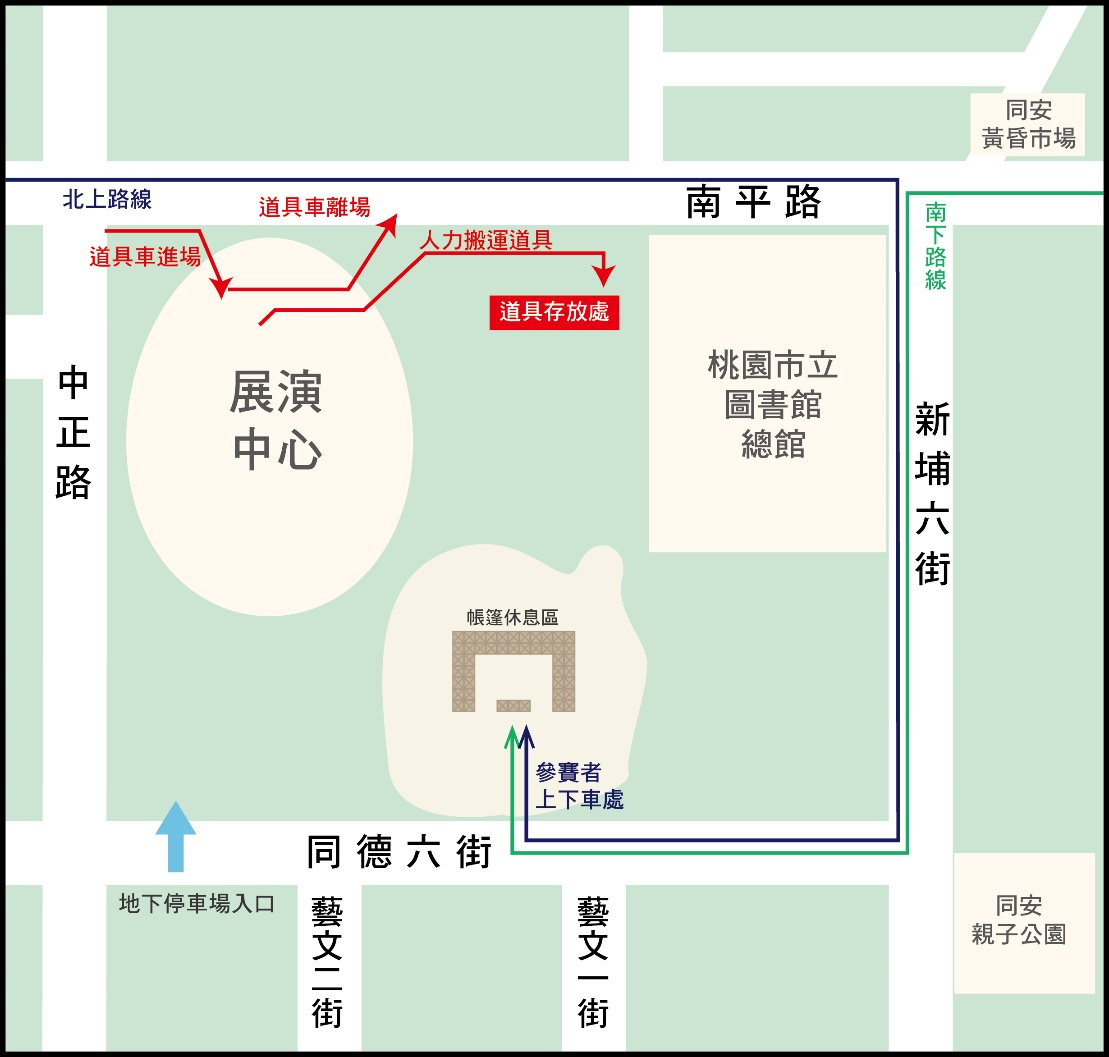 同安
黃昏市場
北上路線
道具車離場
南平路
南下路線
人力搬運道具
道具車進場
道具存放處
展演
中心
桃園市立
圖書館
總館
中正路
新埔六街
帳篷休息區
參賽者
上下車處
同德六街
地下停車場入口
藝文二街
藝文一街
同安
親子公園